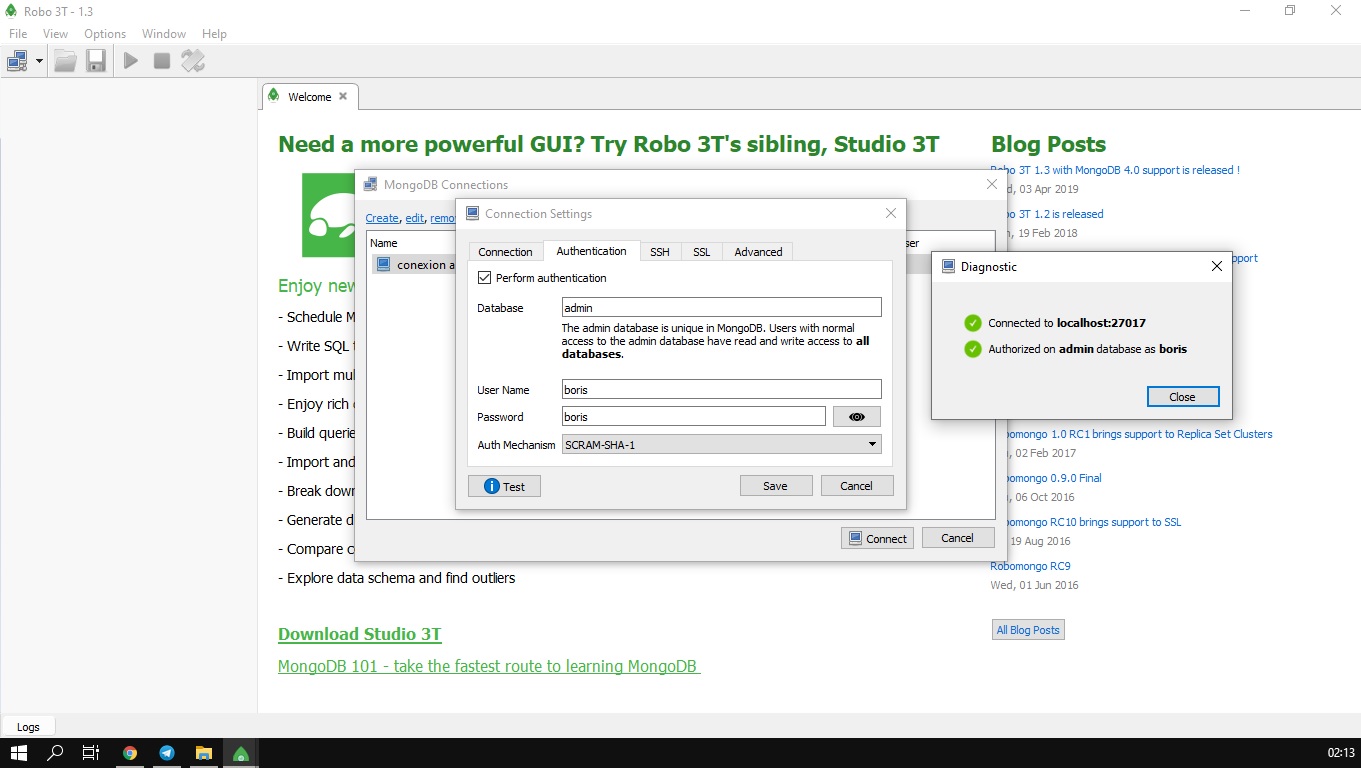 Robo 3T - 1.3
File View Options Window Help
Welcome
Need a more powerful GUI? Try Robo 3T's sibling, Studio 3T
Enjoy new
- Schedule M
- Write SQL
- Import mul
- Enjoy rich
- Build querie
- Import and
- Break down
- Generate d
- Compare c
- Explore data schema and find outliers
Download Studio 3T
MongoDB 101 - take the fastest route to learning MongoDB
Blog Posts
Robo 3T 1.3 with MongoDB 4.0 support is released !
d, 03 Apr 2019
bo 3T 1.2 is released
, 19 Feb 2018
pport
bomongo 1.0 RC1 brings support to Replica Set Clusters
, 02 Feb 2017
bomongo 0.9.0 Final
, 06 Oct 2016
bomongo RC10 brings support to SSL
19 Aug 2016
Robomongo RC9
Wed, 01 Jun 2016
All Blog Posts
MongoDB Connections
Create, edit, remo
Name
ser
conexion a
Connect Cancel
Connection Settings
Connection Authentication SSH SSL Advanced
Perform authentication
Database admin
The admin database is unique in MongoDB. Users with normal
access to the admin database have read and write access to all
databases.
User Name boris
Password boris
Auth Mechanism SCRAM-SHA-1
Test Save Cancel
Diagnostic
Connected to localhost:27017
Authorized on admin database as boris
Close
Logs
02:13